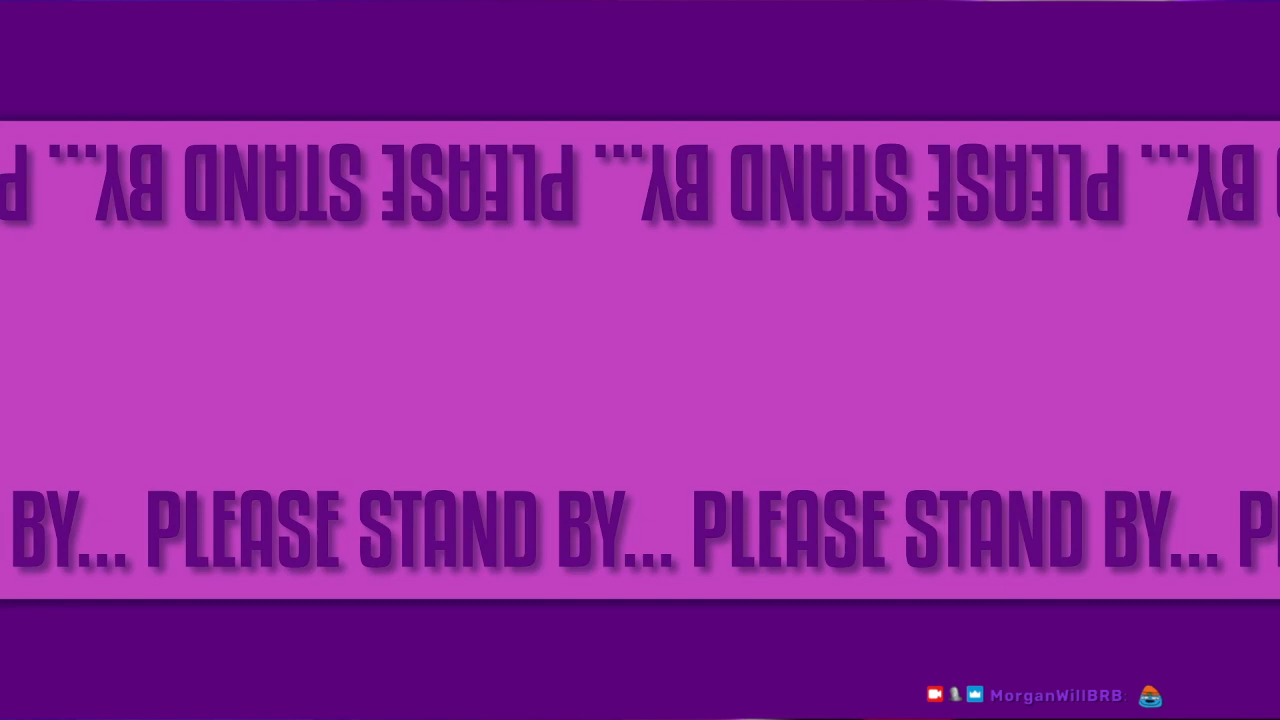 P ... BY STAND PLEASE ... BY STAND PLEASE ... BY
BY... PLEASE STAND BY... PLEASE STAND BY... P
MorganWillBRB: